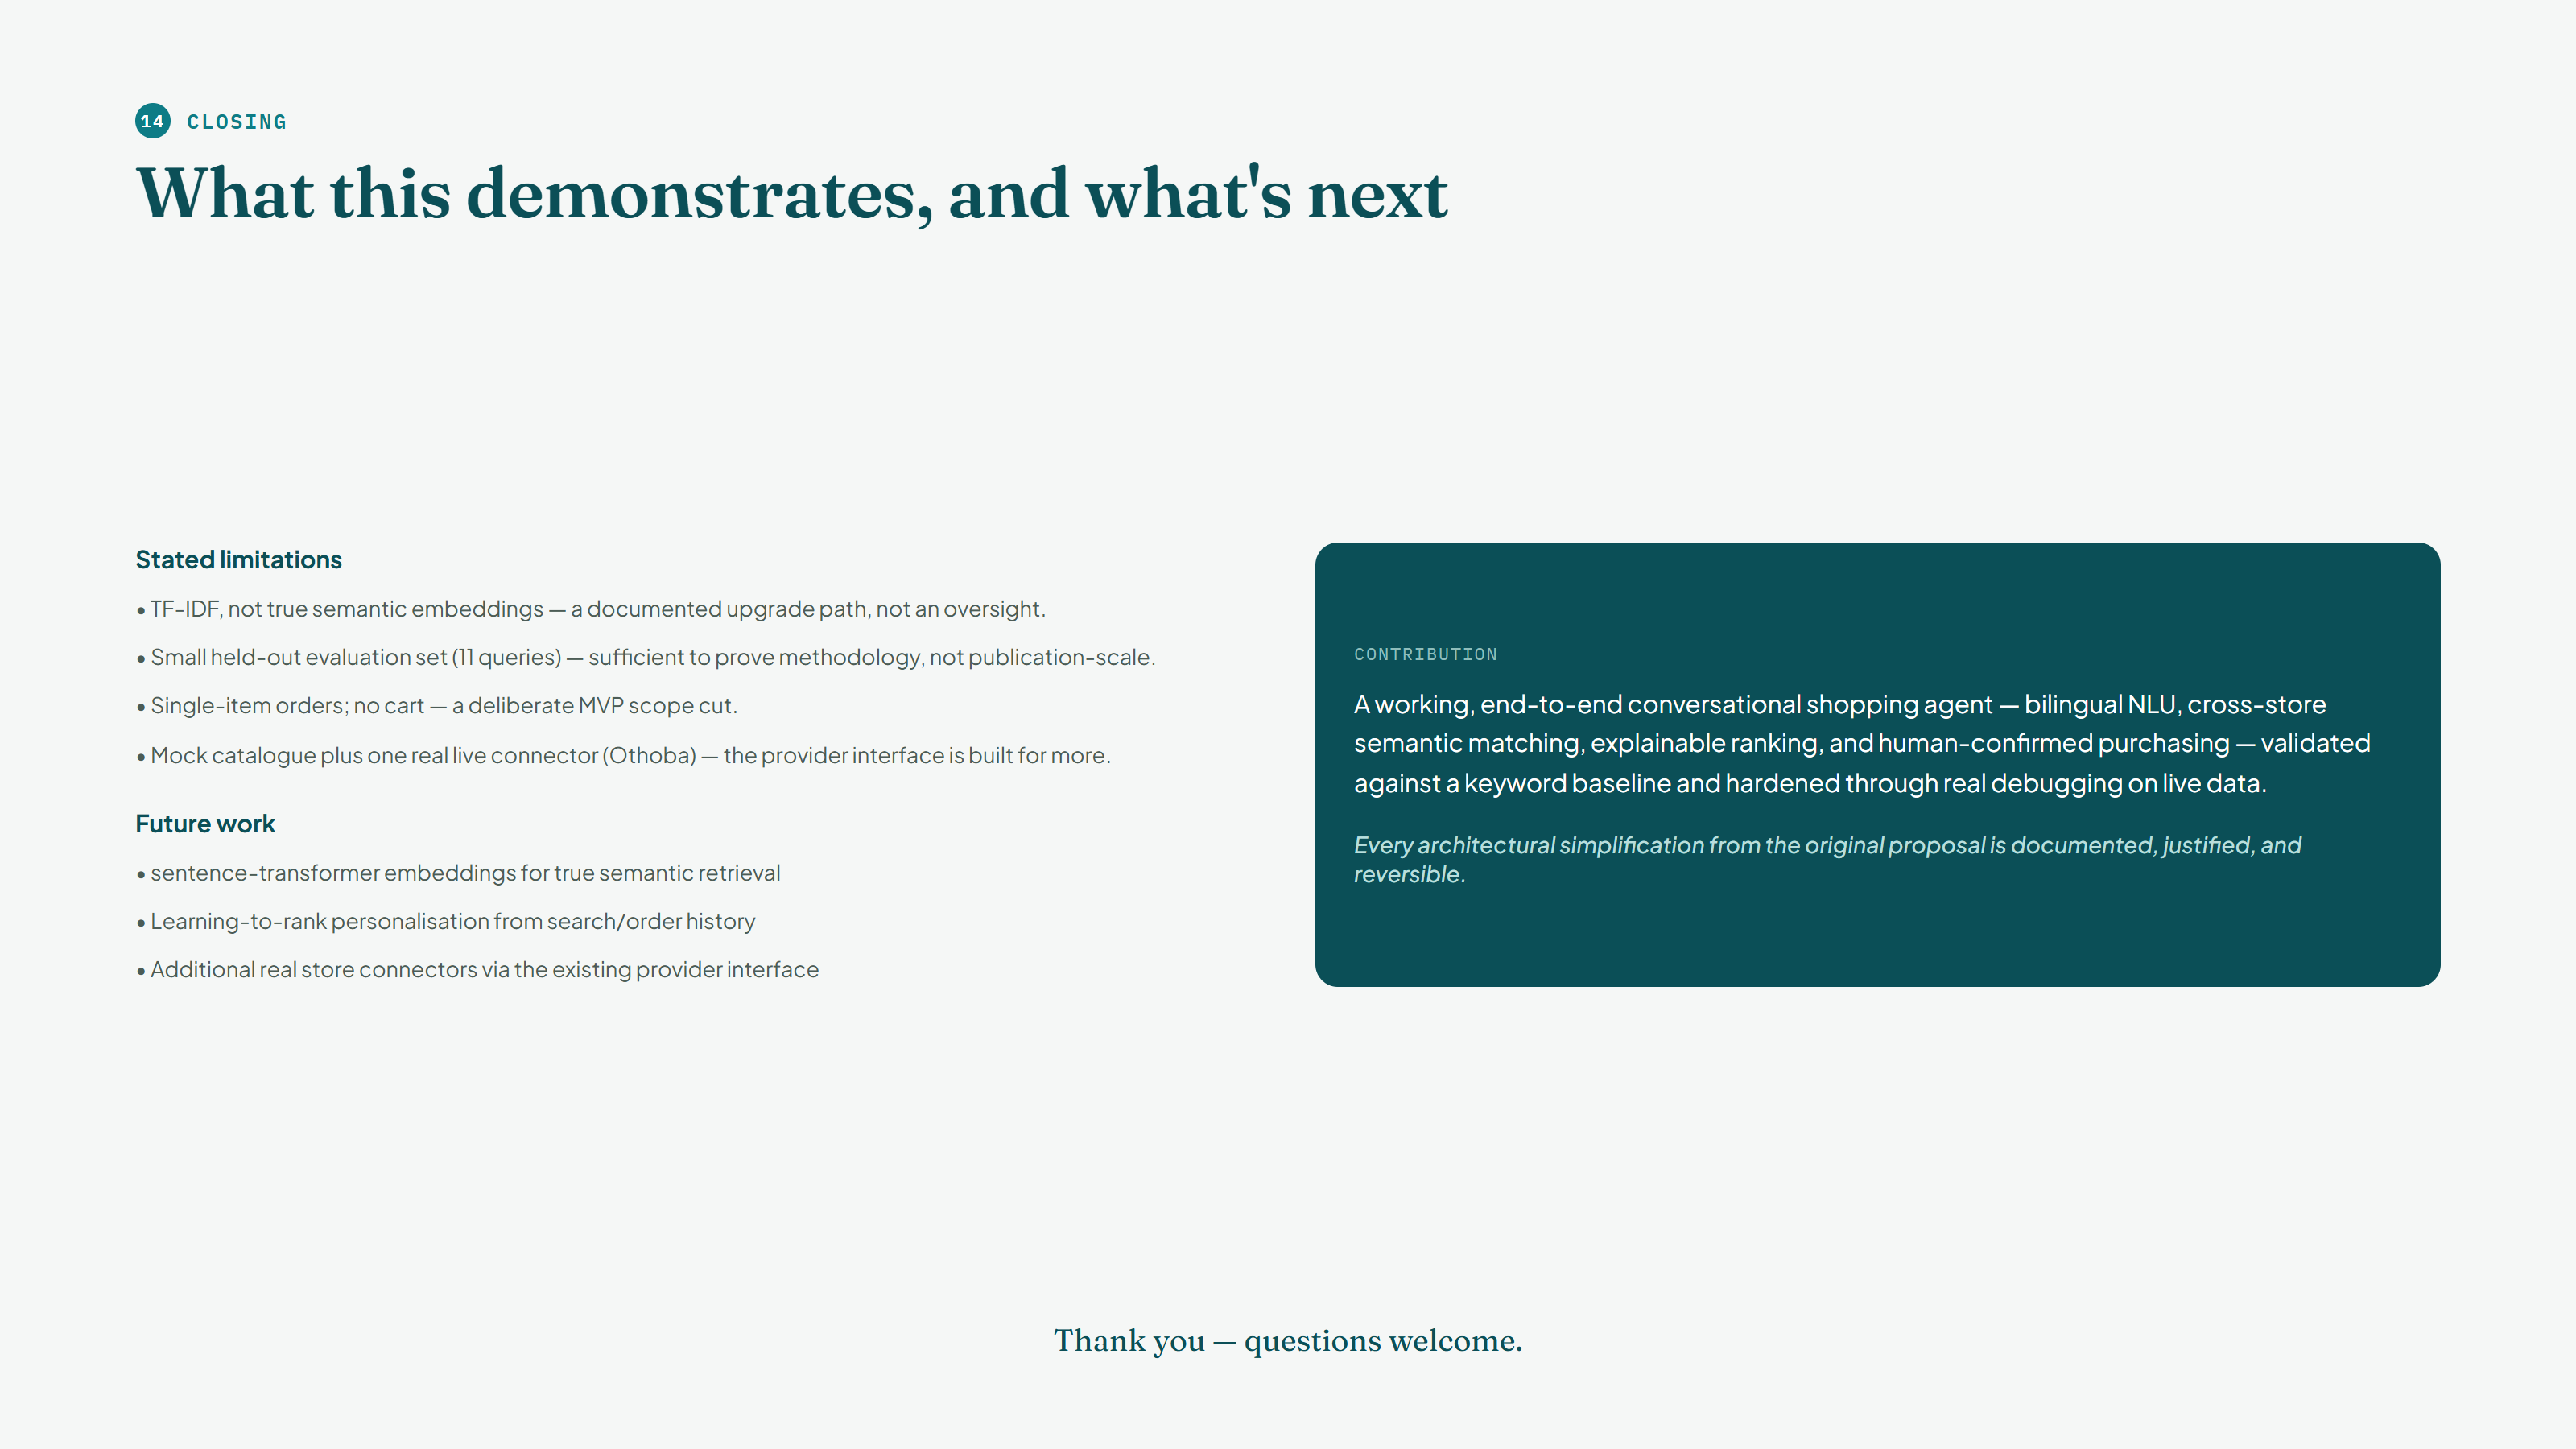 14 CLOSING
What this demonstrates, and what's next
Stated limitations
• TF-IDF, not true semantic embeddings — a documented upgrade path, not an oversight.
• Small held-out evaluation set (11 queries) — sufficient to prove methodology, not publication-scale.
• Single-item orders; no cart — a deliberate MVP scope cut.
• Mock catalogue plus one real live connector (Othoba) — the provider interface is built for more.
Future work
• sentence-transformer embeddings for true semantic retrieval
• Learning-to-rank personalisation from search/order history
• Additional real store connectors via the existing provider interface
CONTRIBUTION
A working, end-to-end conversational shopping agent — bilingual NLU, cross-store
semantic matching, explainable ranking, and human-confirmed purchasing — validated
against a keyword baseline and hardened through real debugging on live data.
Every architectural simplification from the original proposal is documented, justified, and
reversible.
Thank you — questions welcome.